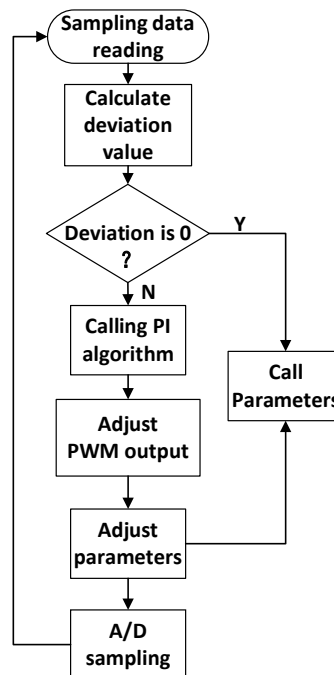 Sampling data
reading
Calculate
deviation
value
Deviation is 0
?
Y
N
Calling PI
algorithm
Call
Parameters
Adjust
PWM output
Adjust
parameters
A/D
sampling